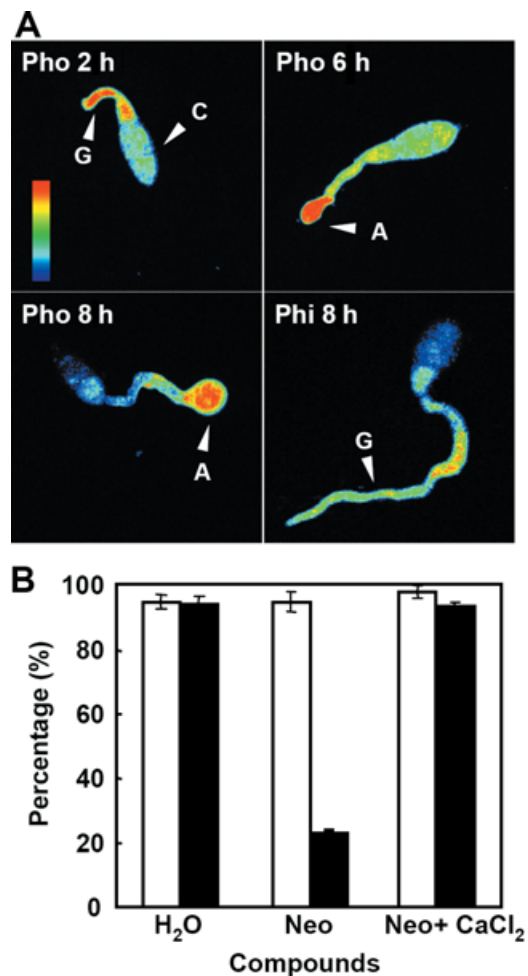 A
Pho 2 h
G
C
Pho 6 h
A
Pho 8 h
A
Phi 8 h
G
B
Percentage (%)
100
80
60
40
20
0
H₂O
Neo
Neo+ CaCl₂
Compounds